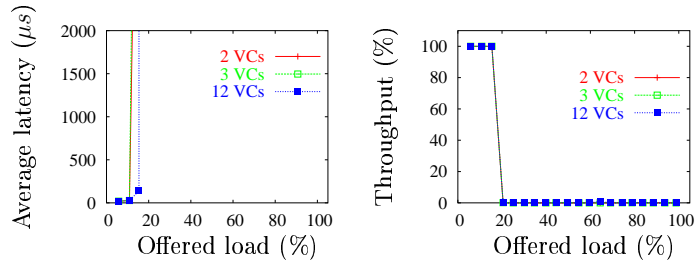 Average latency (μs)
2000
1500
1000
500
0
2 VCs
3 VCs
12 VCs
0 20 40 60 80 100
Offered load (%)
Throughput (%)
100
80
60
40
20
0
2 VCs
3 VCs
12 VCs
0 20 40 60 80 100
Offered load (%)